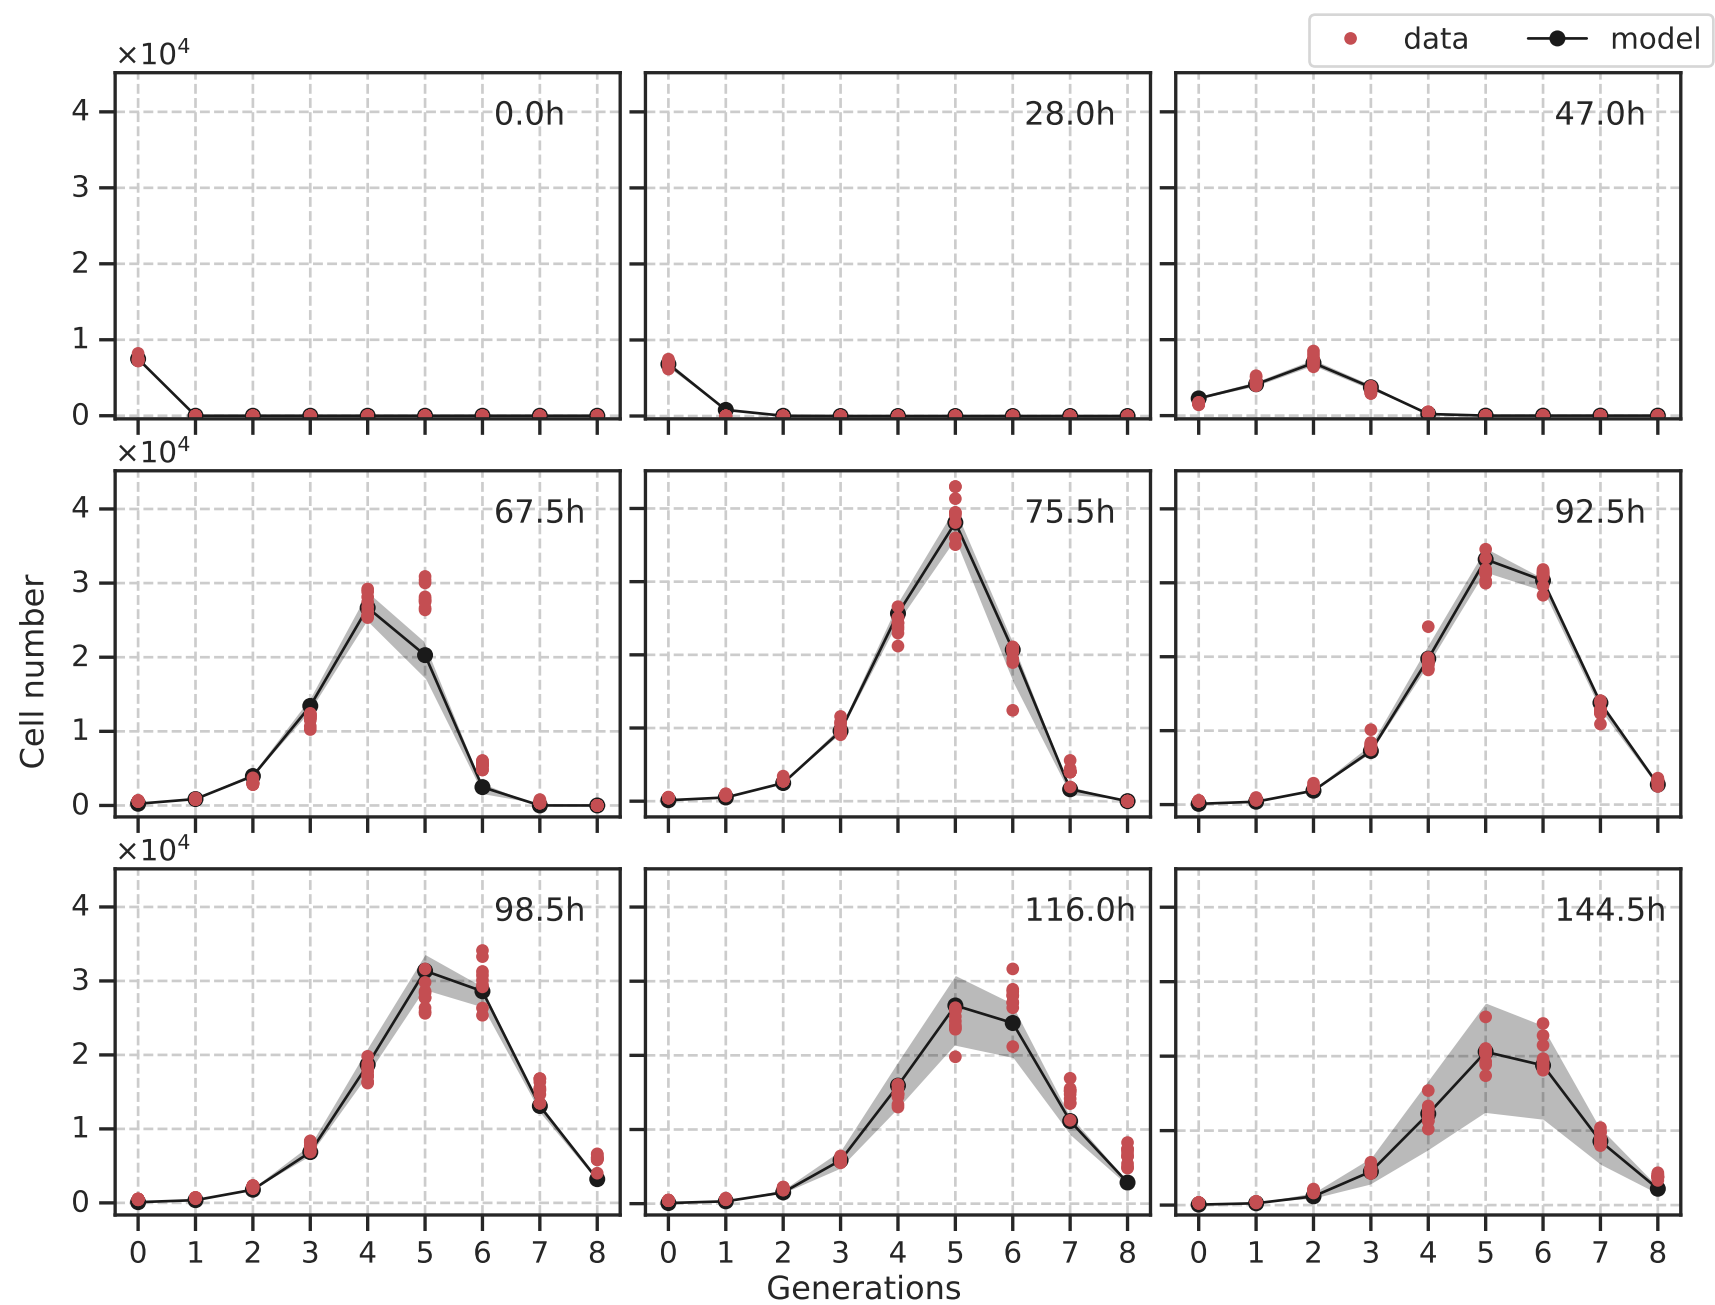 data model
×10⁴
4
3
2
1
0
0.0h
28.0h
47.0h
×10⁴
4
3
2
1
0
67.5h
75.5h
92.5h
Cell number
×10⁴
4
3
2
1
0
98.5h
116.0h
144.5h
0 1 2 3 4 5 6 7 8
0 1 2 3 4 5 6 7 8
0 1 2 3 4 5 6 7 8
Generations